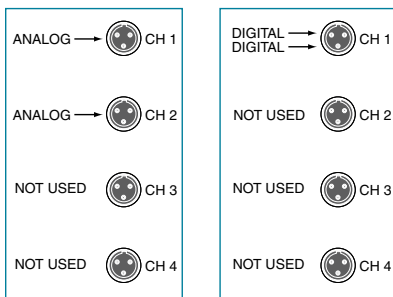 ANALOG CH 1
ANALOG CH 2
NOT USED CH 3
NOT USED CH 4
DIGITAL
DIGITAL CH 1
NOT USED CH 2
NOT USED CH 3
NOT USED CH 4